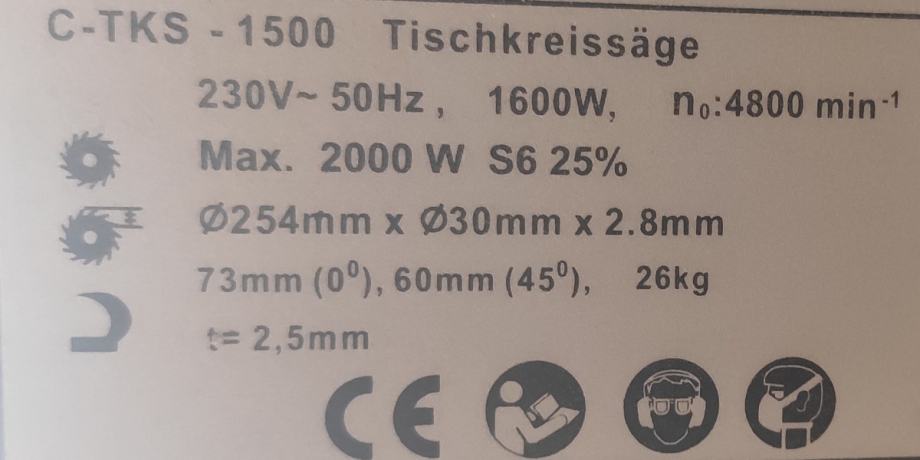 C-TKS - 1500 Tischkreissäge
230V~ 50Hz, 1600W, n₀:4800 min⁻¹
Max. 2000 W S6 25%
Ø254mm x Ø30mm x 2.8mm
73mm (0⁰), 60mm (45⁰), 26kg
t= 2,5mm
CE